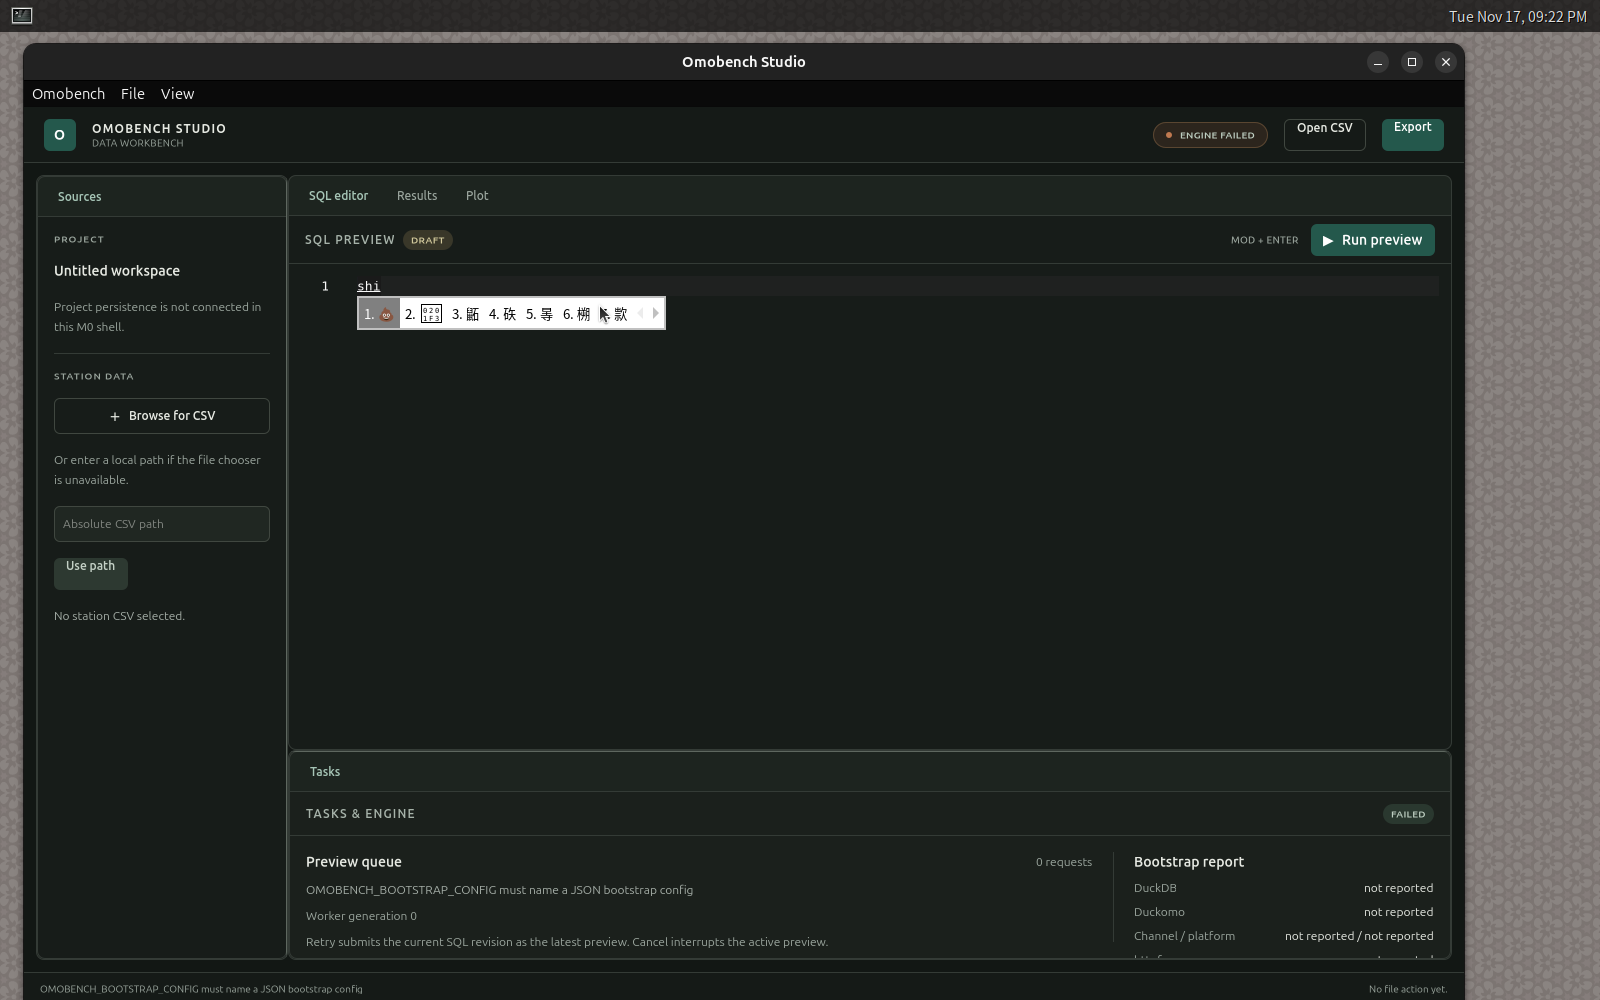 Tue Nov 17, 09:22 PM
Omobench Studio
Omobench File View
O
OMOBENCH STUDIO
DATA WORKBENCH
ENGINE FAILED
Open CSV
Export
Sources
PROJECT
Untitled workspace
Project persistence is not connected in
this M0 shell.
STATION DATA
+ Browse for CSV
Or enter a local path if the file chooser
is unavailable.
Absolute CSV path
Use path
No station CSV selected.
SQL editor Results Plot
SQL PREVIEW DRAFT
MOD + ENTER
Run preview
1 shi
1. 💩 2. 3. 4. 5. 6.
Tasks
TASKS & ENGINE
FAILED
Preview queue
0 requests
OMOBENCH_BOOTSTRAP_CONFIG must name a JSON bootstrap config
Worker generation 0
Retry submits the current SQL revision as the latest preview. Cancel interrupts the active preview.
Bootstrap report
DuckDB not reported
Duckomo not reported
Channel / platform not reported / not reported
OMOBENCH_BOOTSTRAP_CONFIG must name a JSON bootstrap config
No file action yet.